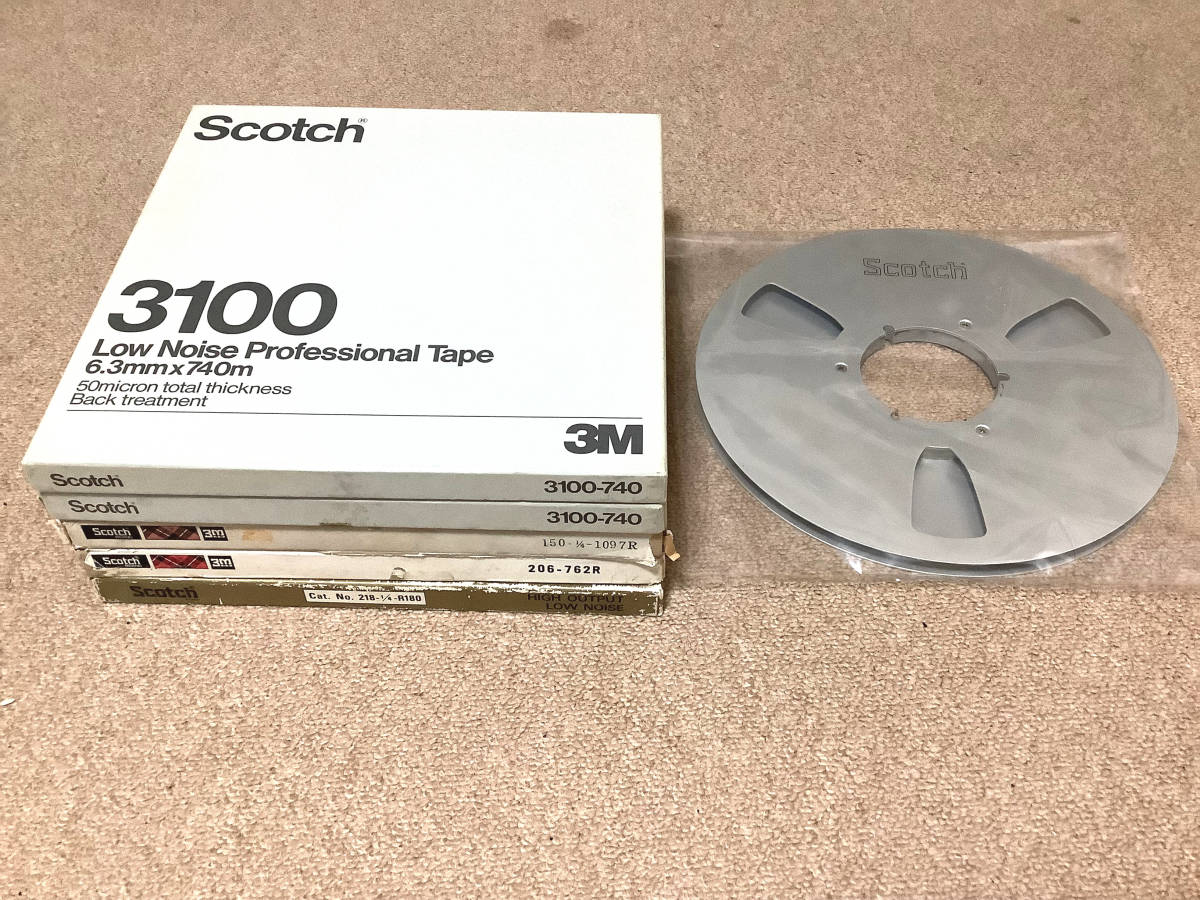 Scotch®
3100
Low Noise Professional Tape
6.3mm x 740m
50micron total thickness
Back treatment
3M
Scotch 3100-740
Scotch 3100-740
Scotch 3M 150-¼-1097R
Scotch 3M 206-762R
Scotch Cat. No. 218-¼-R180 HIGH OUTPUT
LOW NOISE
Scotch